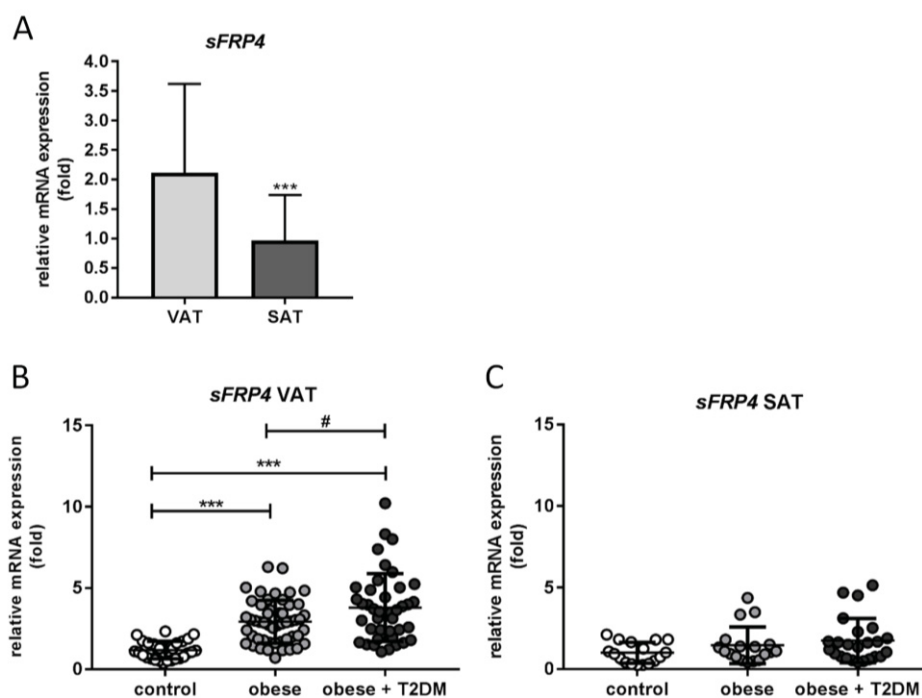 A
sFRP4
relative mRNA expression
(fold)
4.0
3.5
3.0
2.5
2.0
1.5
1.0
0.5
0.0
***
VAT
SAT
B
sFRP4 VAT
relative mRNA expression
(fold)
15
10
5
0
#
***
***
control
obese
obese + T2DM
C
sFRP4 SAT
relative mRNA expression
(fold)
15
10
5
0
control
obese
obese + T2DM